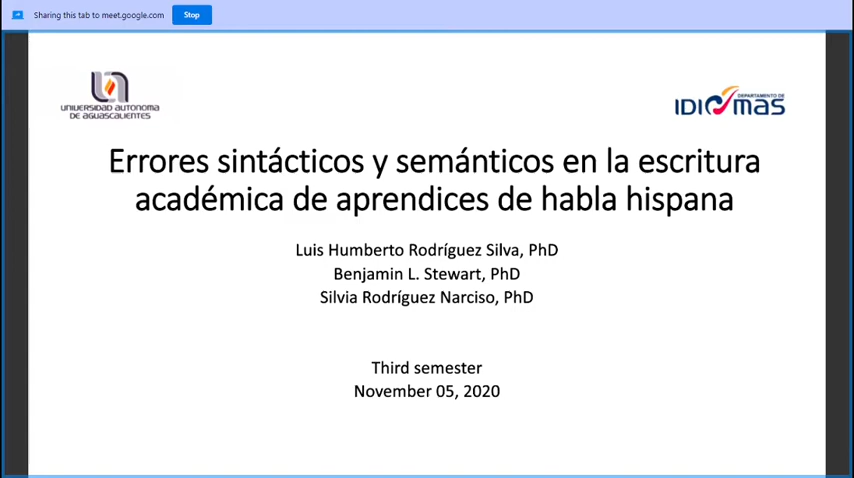 Sharing this tab to meet.google.com
Stop
UNIVERSIDAD AUTONOMA
DE AGUASCALIENTES
DEPARTAMENTO DE
IDIOMAS
Errores sintácticos y semánticos en la escritura
académica de aprendices de habla hispana
Luis Humberto Rodríguez Silva, PhD
Benjamin L. Stewart, PhD
Silvia Rodríguez Narciso, PhD
Third semester
November 05, 2020